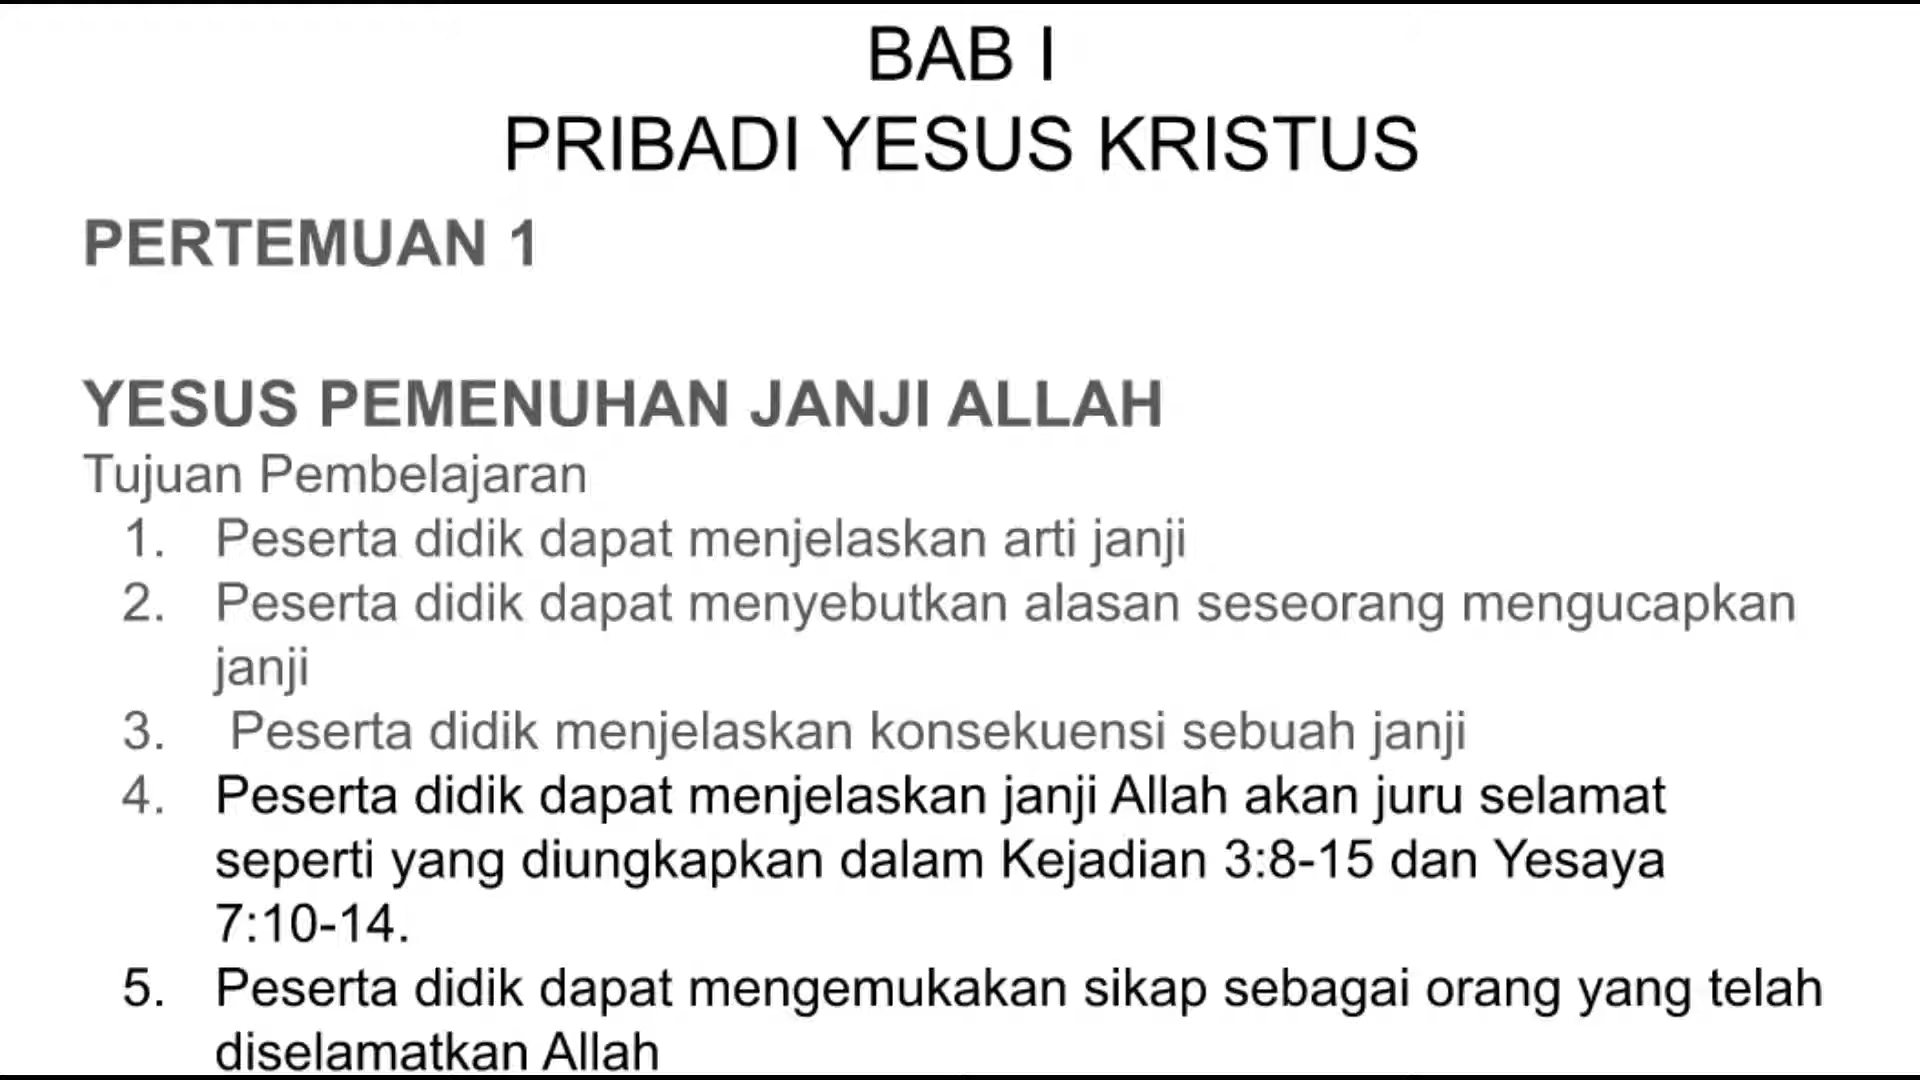 BAB I
PRIBADI YESUS KRISTUS
PERTEMUAN 1
YESUS PEMENUHAN JANJI ALLAH
Tujuan Pembelajaran
1. Peserta didik dapat menjelaskan arti janji
2. Peserta didik dapat menyebutkan alasan seseorang mengucapkan
janji
3. Peserta didik menjelaskan konsekuensi sebuah janji
4. Peserta didik dapat menjelaskan janji Allah akan juru selamat
seperti yang diungkapkan dalam Kejadian 3:8-15 dan Yesaya
7:10-14.
5. Peserta didik dapat mengemukakan sikap sebagai orang yang telah
diselamatkan Allah